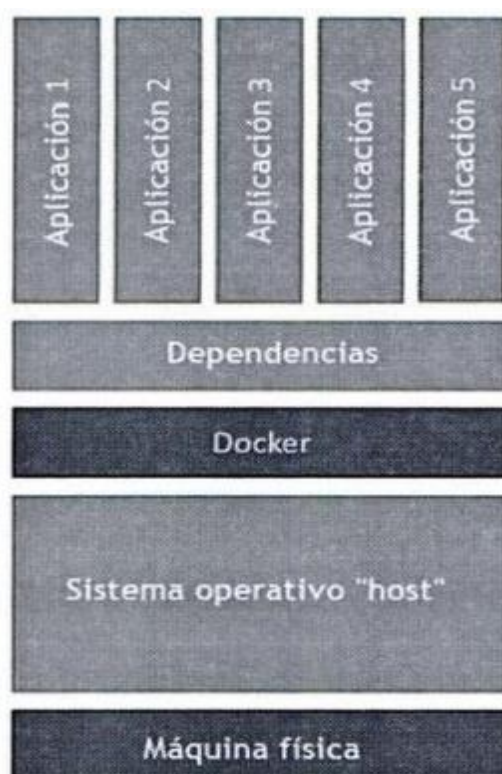 Aplicación 1
Aplicación 2
Aplicación 3
Aplicación 4
Aplicación 5
Dependencias
Docker
Sistema operativo "host"
Máquina física